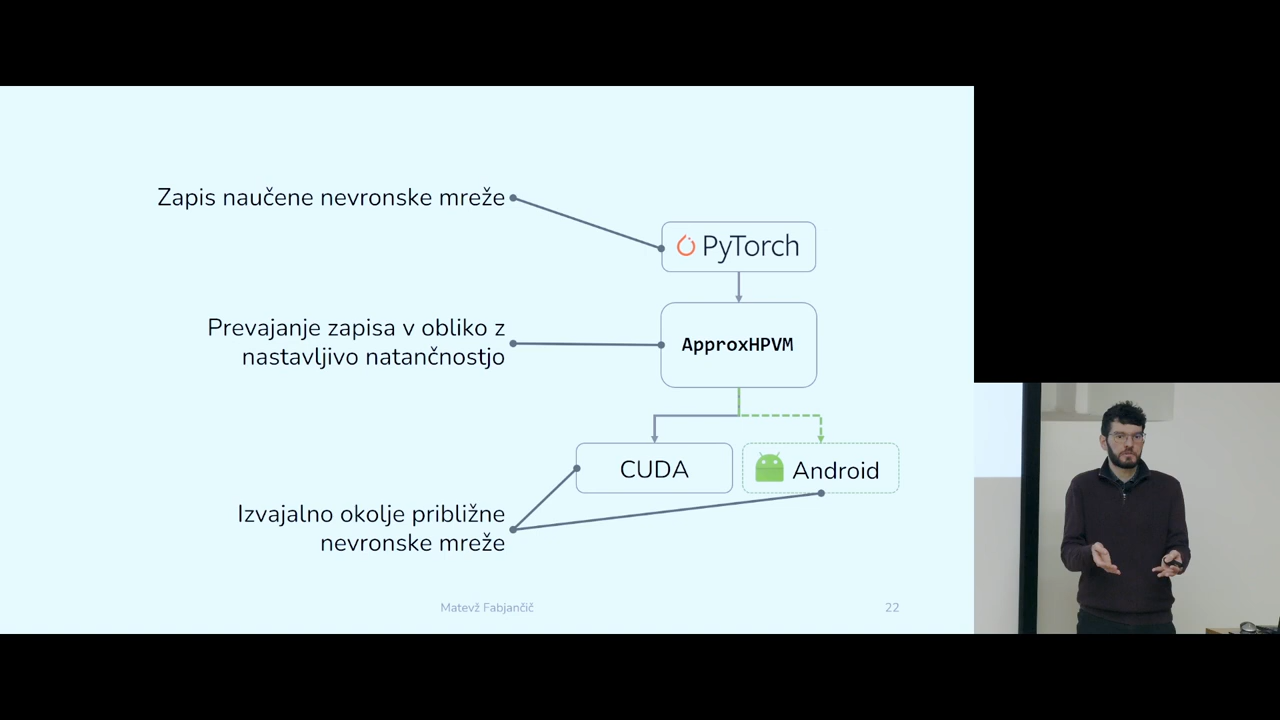 Zapis naučene nevronske mreže
PyTorch
Prevajanje zapisa v obliko z
nastavljivo natančnostjo
ApproxHPVM
CUDA
Android
Izvajalno okolje približne
nevronske mreže
Matevž Fabjančič
22